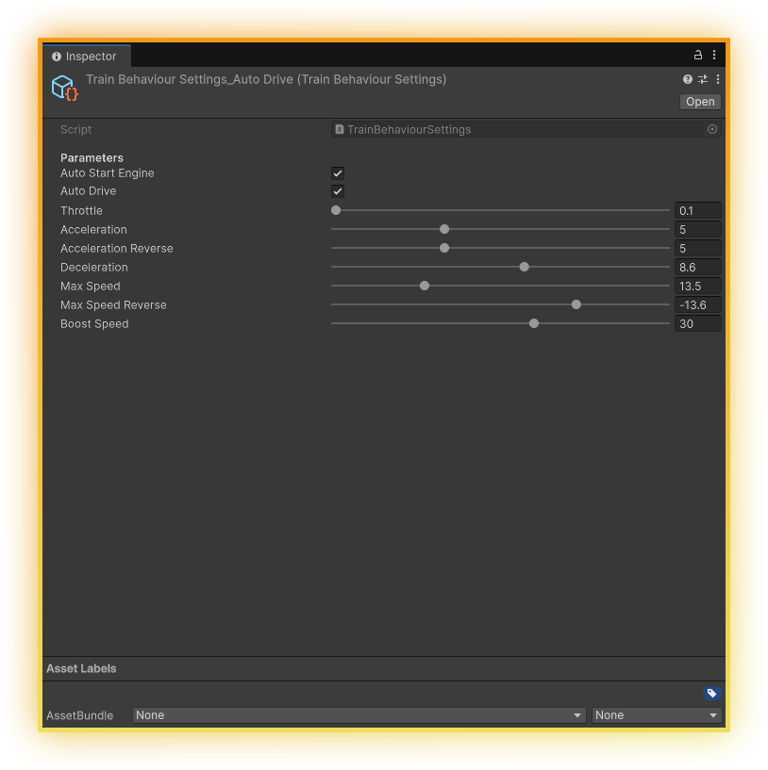 Inspector
Train Behaviour Settings_Auto Drive (Train Behaviour Settings)
Open
Script TrainBehaviourSettings
Parameters
Auto Start Engine
Auto Drive
Throttle 0.1
Acceleration 5
Acceleration Reverse 5
Deceleration 8.6
Max Speed 13.5
Max Speed Reverse -13.6
Boost Speed 30
Asset Labels
AssetBundle None None